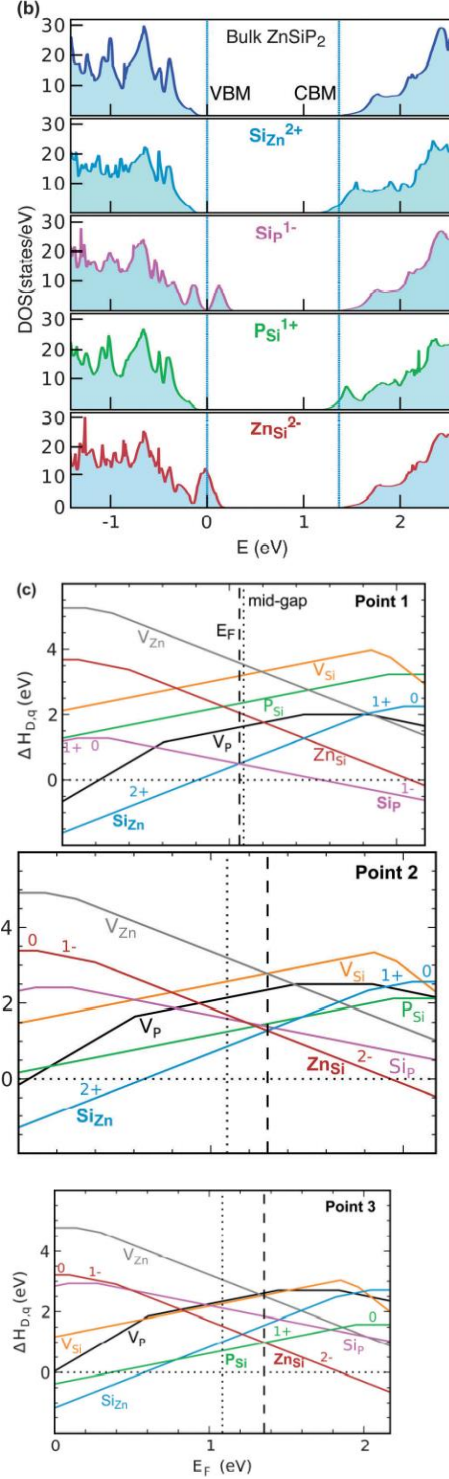 (b)
30
20
10
Bulk ZnSiP2
VBM
CBM
30
20
10
SiZn2+
30
20
10
SiP1-
30
20
10
PSi1+
30
20
10
0
ZnSi2-
DOS(states/eV)
-1
0
1
2
E (eV)
(c)
4
2
0
Δ HD,q (eV)
mid-gap
EF
Point 1
VZn
VSi
PSi
VP
ZnSi
1+
0
1+
0
2+
SiZn
1-
SiP
4
2
0
Point 2
VZn
0
1-
VSi
1+
0
PSi
VP
2+
SiZn
ZnSi
2-
SiP
4
2
0
Δ HD,q (eV)
Point 3
VZn
0
1-
VSi
VP
SiP
1+
0
PSi
ZnSi
2-
SiZn
0
1
2
EF (eV)